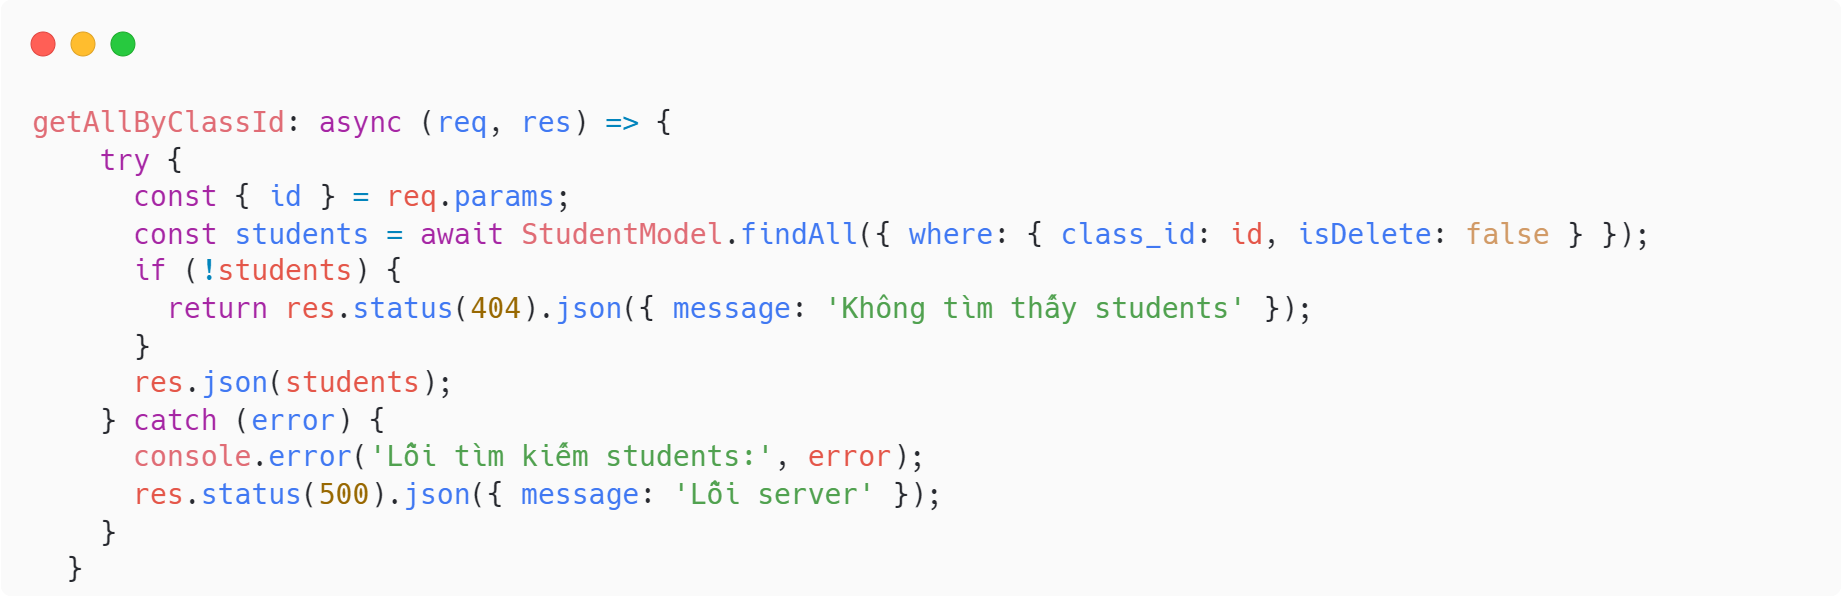 getAllByClassId: async (req, res) => {
    try {
      const { id } = req.params;
      const students = await StudentModel.findAll({ where: { class_id: id, isDelete: false } });
      if (!students) {
        return res.status(404).json({ message: 'Không tìm thấy students' });
      }
      res.json(students);
    } catch (error) {
      console.error('Lỗi tìm kiếm students:', error);
      res.status(500).json({ message: 'Lỗi server' });
    }
  }